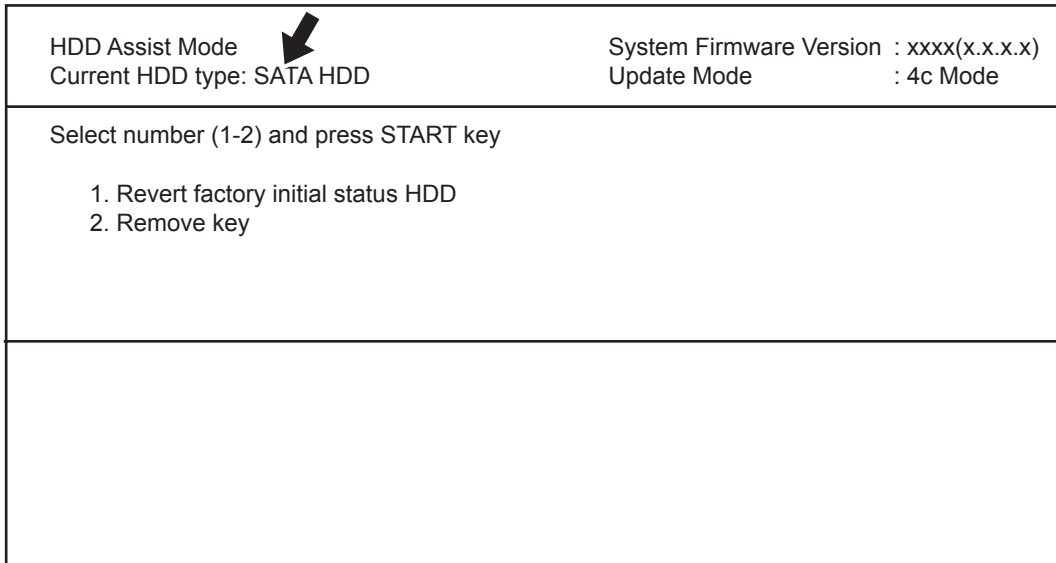 HDD Assist Mode
Current HDD type: SATA HDD
System Firmware Version : xxxx(x.x.x.x)
Update Mode : 4c Mode
Select number (1-2) and press START key
1. Revert factory initial status HDD
2. Remove key